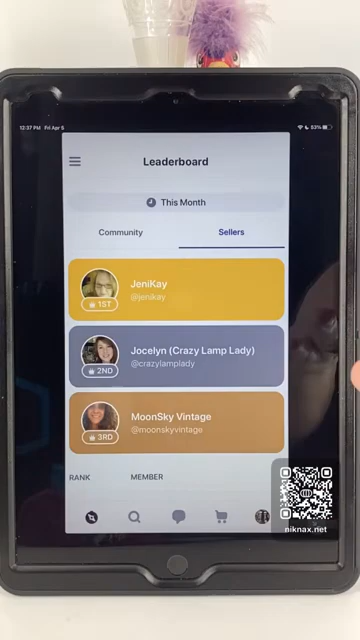 12:37 PM Fri Apr 5
53%
Leaderboard
This Month
Community
Sellers
JeniKay
@jenikay
1ST
Jocelyn (Crazy Lamp Lady)
@crazylamplady
2ND
MoonSky Vintage
@moonskyvintage
3RD
RANK MEMBER
niknax.net